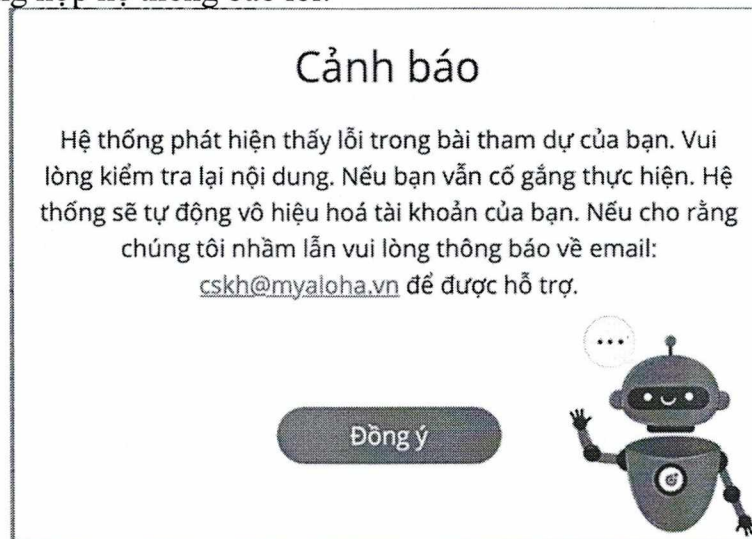 Cảnh báo
Hệ thống phát hiện thấy lỗi trong bài tham dự của bạn. Vui
lòng kiểm tra lại nội dung. Nếu bạn vẫn cố gắng thực hiện. Hệ
thống sẽ tự động vô hiệu hoá tài khoản của bạn. Nếu cho rằng
chúng tôi nhầm lẫn vui lòng thông báo về email:
cskh@myaloha.vn để được hỗ trợ.
Đồng ý